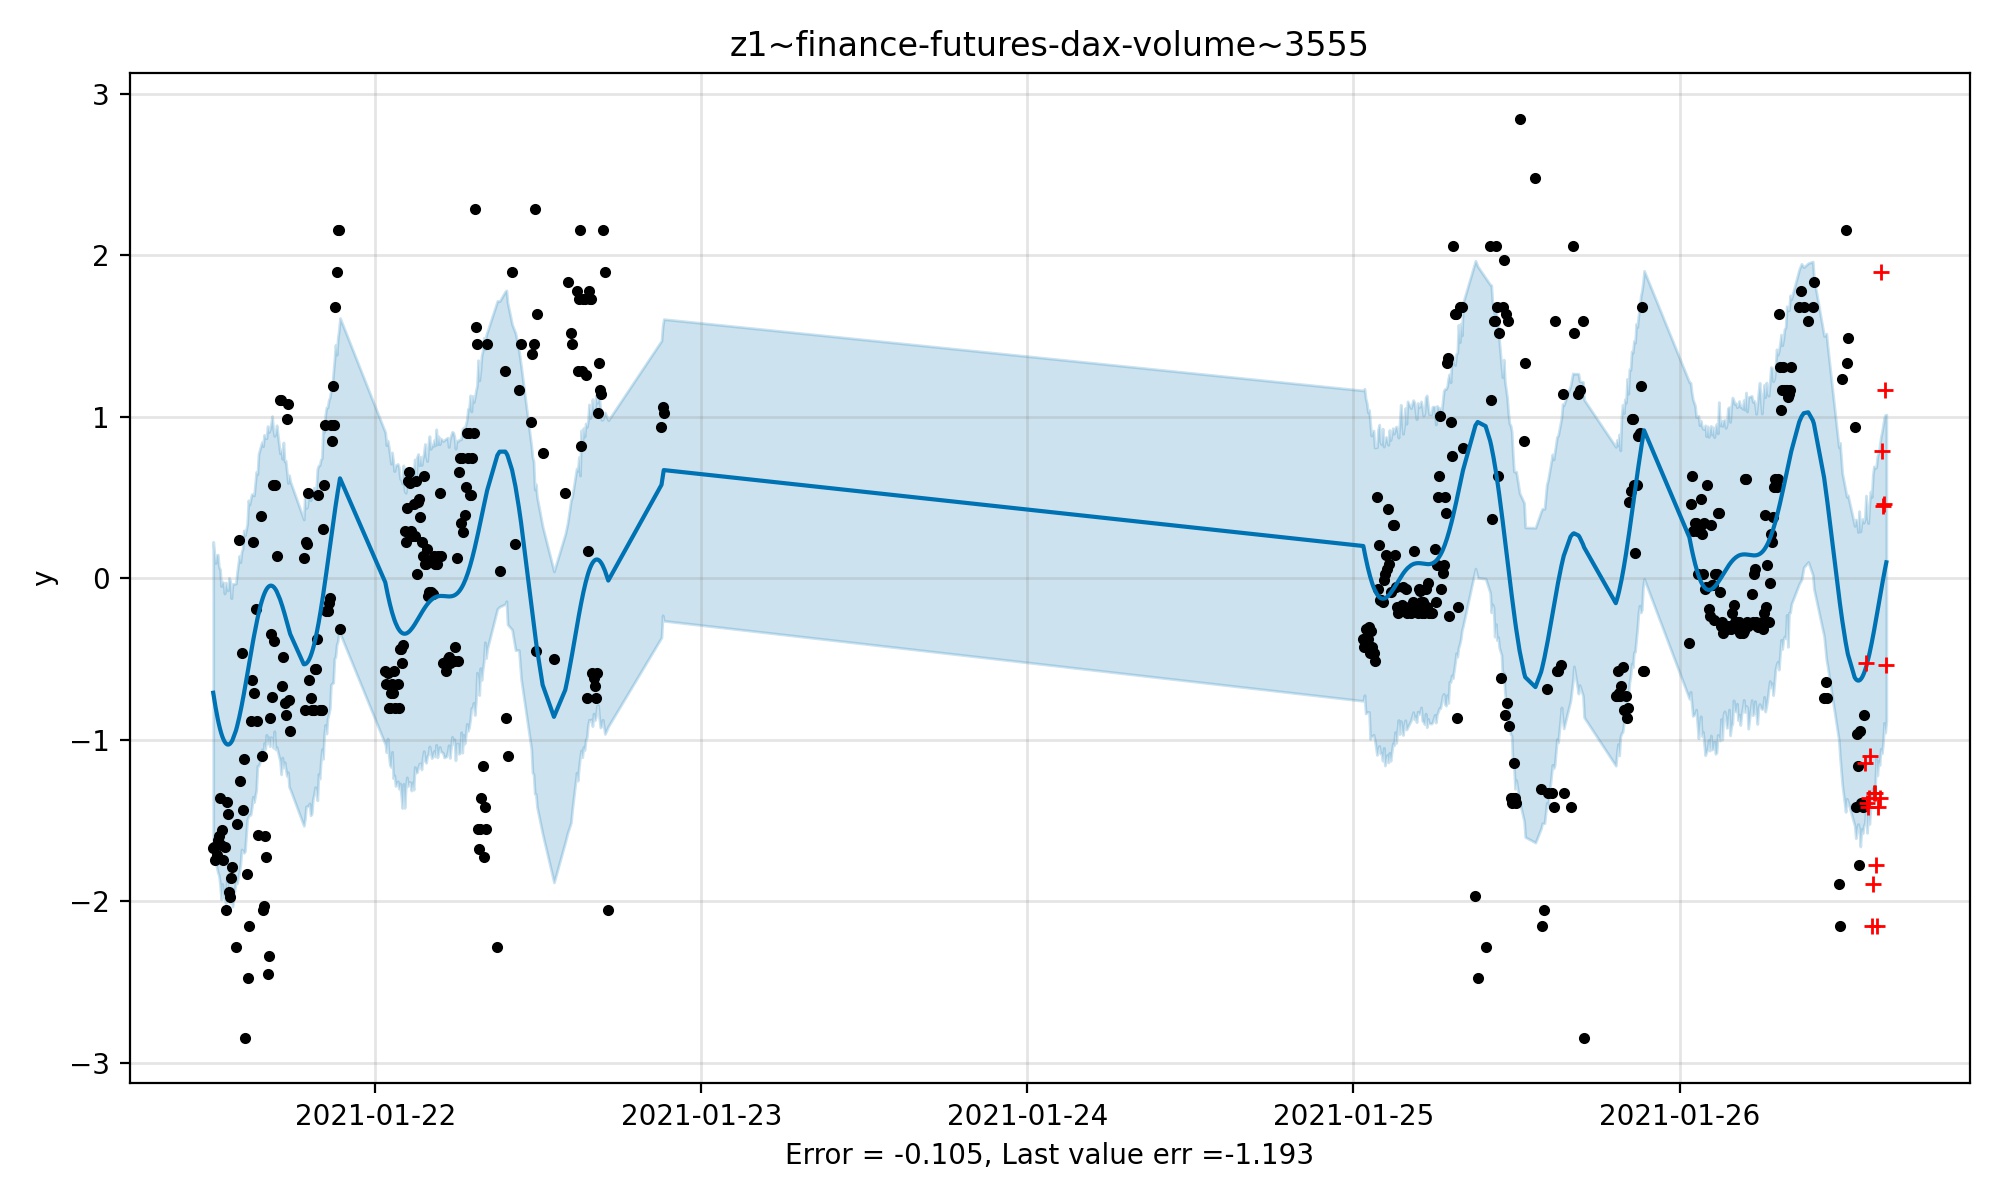 z1~finance-futures-dax-volume~3555
3
2
1
0
−1
−2
−3
y
2021-01-22 2021-01-23 2021-01-24 2021-01-25 2021-01-26
Error = -0.105, Last value err =-1.193